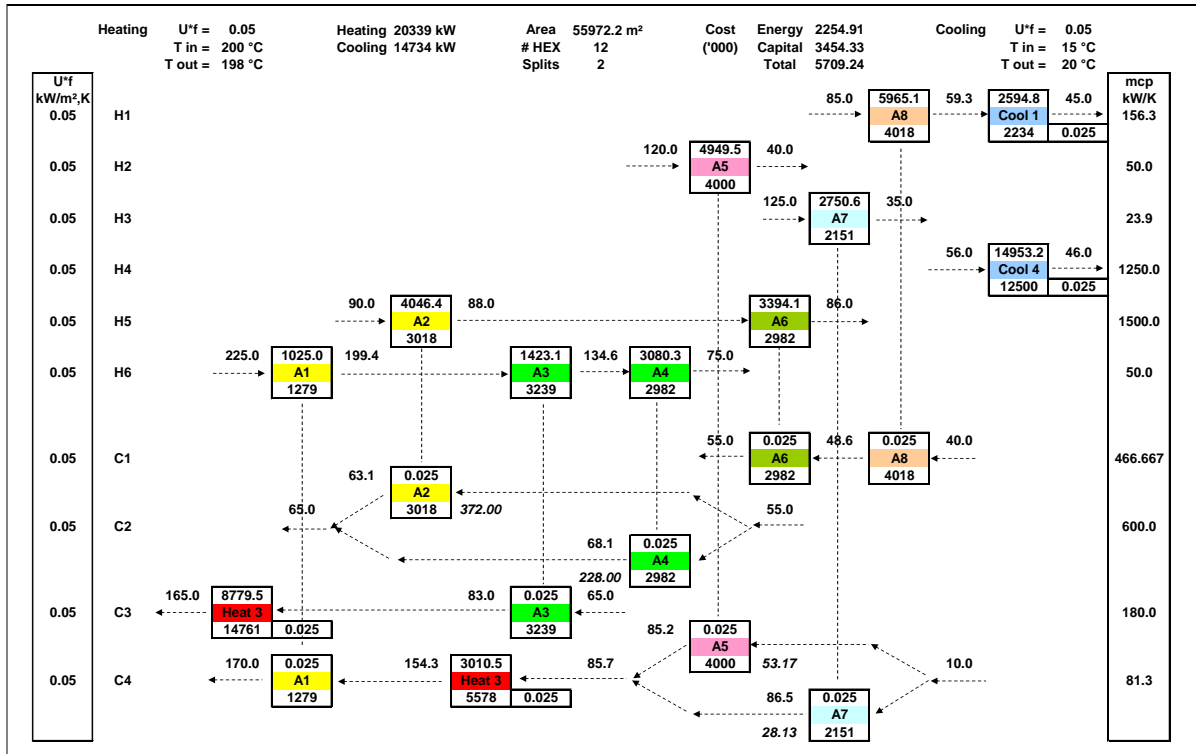 Heating U*f = 0.05 Heating 20339 kW Area 55972.2 m² Cost Energy 2254.91 Cooling U*f = 0.05
T in = 200 °C Cooling 14734 kW # HEX 12 ('000) Capital 3454.33 T in = 15 °C
T out = 198 °C Splits 2 Total 5709.24 T out = 20 °C
U*f mcp
kW/m²,K kW/K
85.0 5965.1 59.3 2594.8 45.0
0.05 H1 A8 Cool 1 156.3
4018 2234 0.025
120.0 4949.5 40.0
0.05 H2 A5 50.0
4000
125.0 2750.6 35.0
0.05 H3 A7 23.9
2151
56.0 14953.2 46.0
0.05 H4 Cool 4 1250.0
12500 0.025
90.0 4046.4 88.0 3394.1 86.0
0.05 H5 A2 A6 1500.0
3018 2982
225.0 1025.0 199.4 1423.1 134.6 3080.3 75.0
0.05 H6 A1 A3 A4 50.0
1279 3239 2982
55.0 0.025 48.6 0.025 40.0
0.05 C1 A6 A8 466.667
2982 4018
63.1 0.025
A2
65.0 3018 372.00 55.0
0.05 C2 600.0
68.1 0.025
A4
228.00 2982
165.0 8779.5 83.0 0.025 65.0
0.05 C3 Heat 3 A3 180.0
14761 0.025 3239
85.2 0.025
A5
170.0 0.025 154.3 3010.5 85.7 4000 53.17 10.0
0.05 C4 A1 Heat 3 81.3
1279 5578 0.025
86.5 0.025
A7
28.13 2151